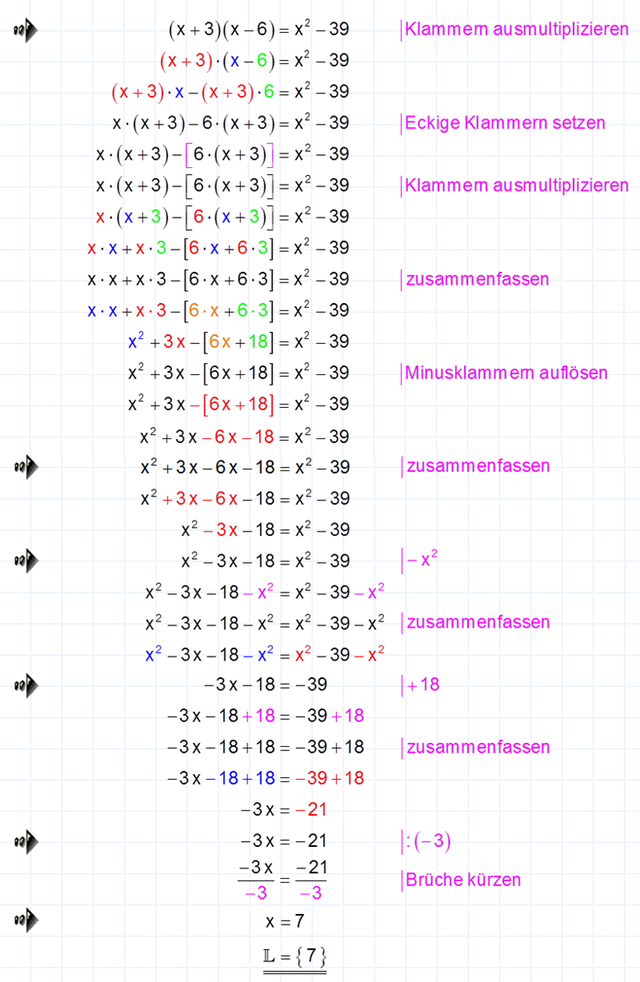 (x+3)(x−6) = x² − 39 |Klammern ausmultiplizieren
(x+3)·(x−6) = x² − 39
(x+3)·x−(x+3)·6 = x² − 39
x·(x+3)−6·(x+3) = x² − 39 |Eckige Klammern setzen
x·(x+3)−[6·(x+3)] = x² − 39
x·(x+3)−[6·(x+3)] = x² − 39 |Klammern ausmultiplizieren
x·(x+3)−[6·(x+3)] = x² − 39
x·x+x·3−[6·x+6·3] = x² − 39
x·x+x·3−[6·x+6·3] = x² − 39 |zusammenfassen
x·x+x·3−[6·x+6·3] = x² − 39
x²+3x−[6x+18] = x² − 39
x²+3x−[6x+18] = x² − 39 |Minusklammern auflösen
x²+3x−[6x+18] = x² − 39
x²+3x−6x−18 = x² − 39
x²+3x−6x−18 = x² − 39 |zusammenfassen
x²+3x−6x−18 = x² − 39
x²−3x−18 = x² − 39
x²−3x−18 = x² − 39 |−x²
x²−3x−18−x² = x²−39−x²
x²−3x−18−x² = x²−39−x² |zusammenfassen
x²−3x−18−x² = x²−39−x²
−3x−18 = −39 |+18
−3x−18+18 = −39+18
−3x−18+18 = −39+18 |zusammenfassen
−3x−18+18 = −39+18
−3x = −21
−3x = −21 |:(−3)
−3x/−3 = −21/−3 |Brüche kürzen
x = 7
𝕃 = {7}